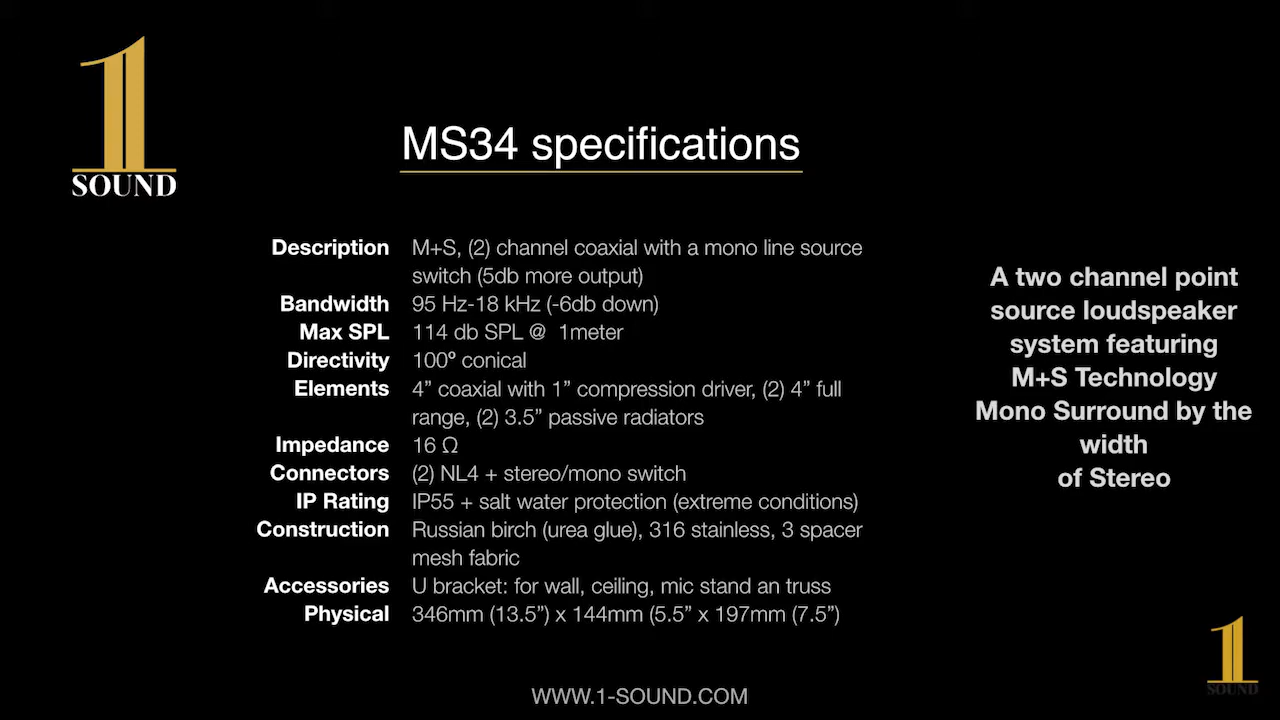 1
SOUND
MS34 specifications
Description M+S, (2) channel coaxial with a mono line source
switch (5db more output)
Bandwidth 95 Hz-18 kHz (-6db down)
Max SPL 114 db SPL @ 1meter
Directivity 100º conical
Elements 4” coaxial with 1” compression driver, (2) 4” full
range, (2) 3.5” passive radiators
Impedance 16 Ω
Connectors (2) NL4 + stereo/mono switch
IP Rating IP55 + salt water protection (extreme conditions)
Construction Russian birch (urea glue), 316 stainless, 3 spacer
mesh fabric
Accessories U bracket: for wall, ceiling, mic stand an truss
Physical 346mm (13.5”) x 144mm (5.5” x 197mm (7.5”)
A two channel point
source loudspeaker
system featuring
M+S Technology
Mono Surround by the
width
of Stereo
WWW.1-SOUND.COM
1
SOUND